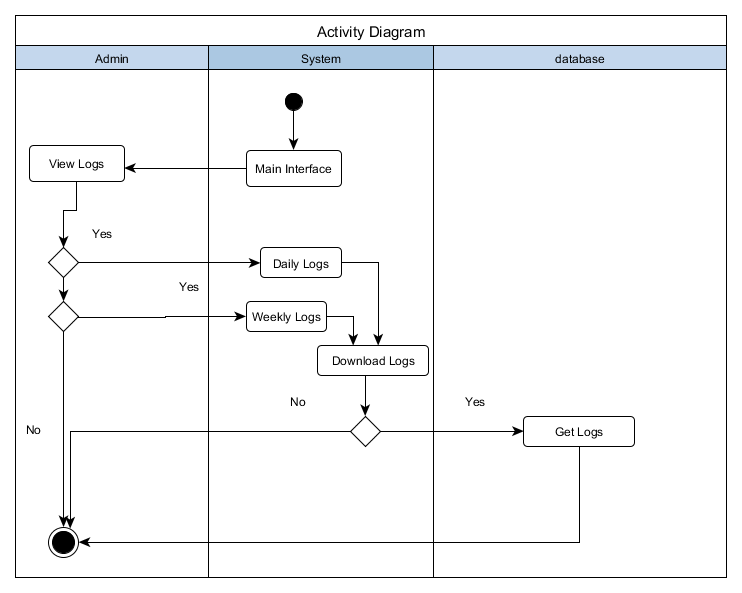 Activity Diagram
Admin
System
database
View Logs
Main Interface
Yes
Daily Logs
Yes
Weekly Logs
Download Logs
No
Yes
No
Get Logs